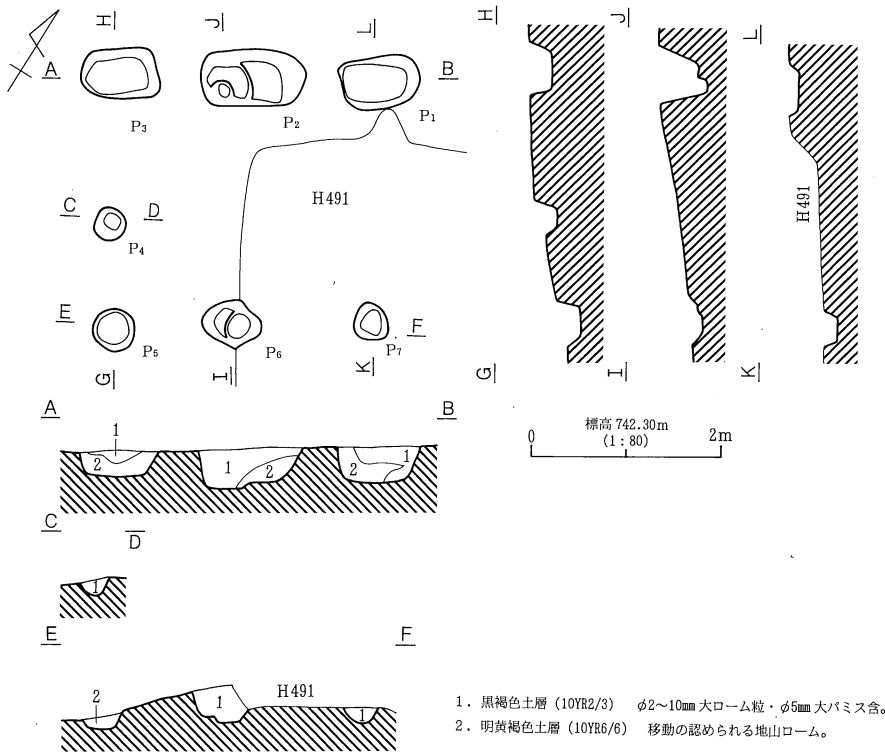 H J L
A B
P3 P2 P1
H491
C D
P4
E F
P5 P6 P7
G I K
H J L
H491
G I K
A B
1
2 1 2 2 1
標高 742.30m
(1:80)
0 2m
C D
1
E F
2 1 H491 1
1. 黒褐色土層 (10YR2/3) φ2〜10mm大ローム粒・φ5mm大パミス含。
2. 明黄褐色土層 (10YR6/6) 移動の認められる地山ローム。